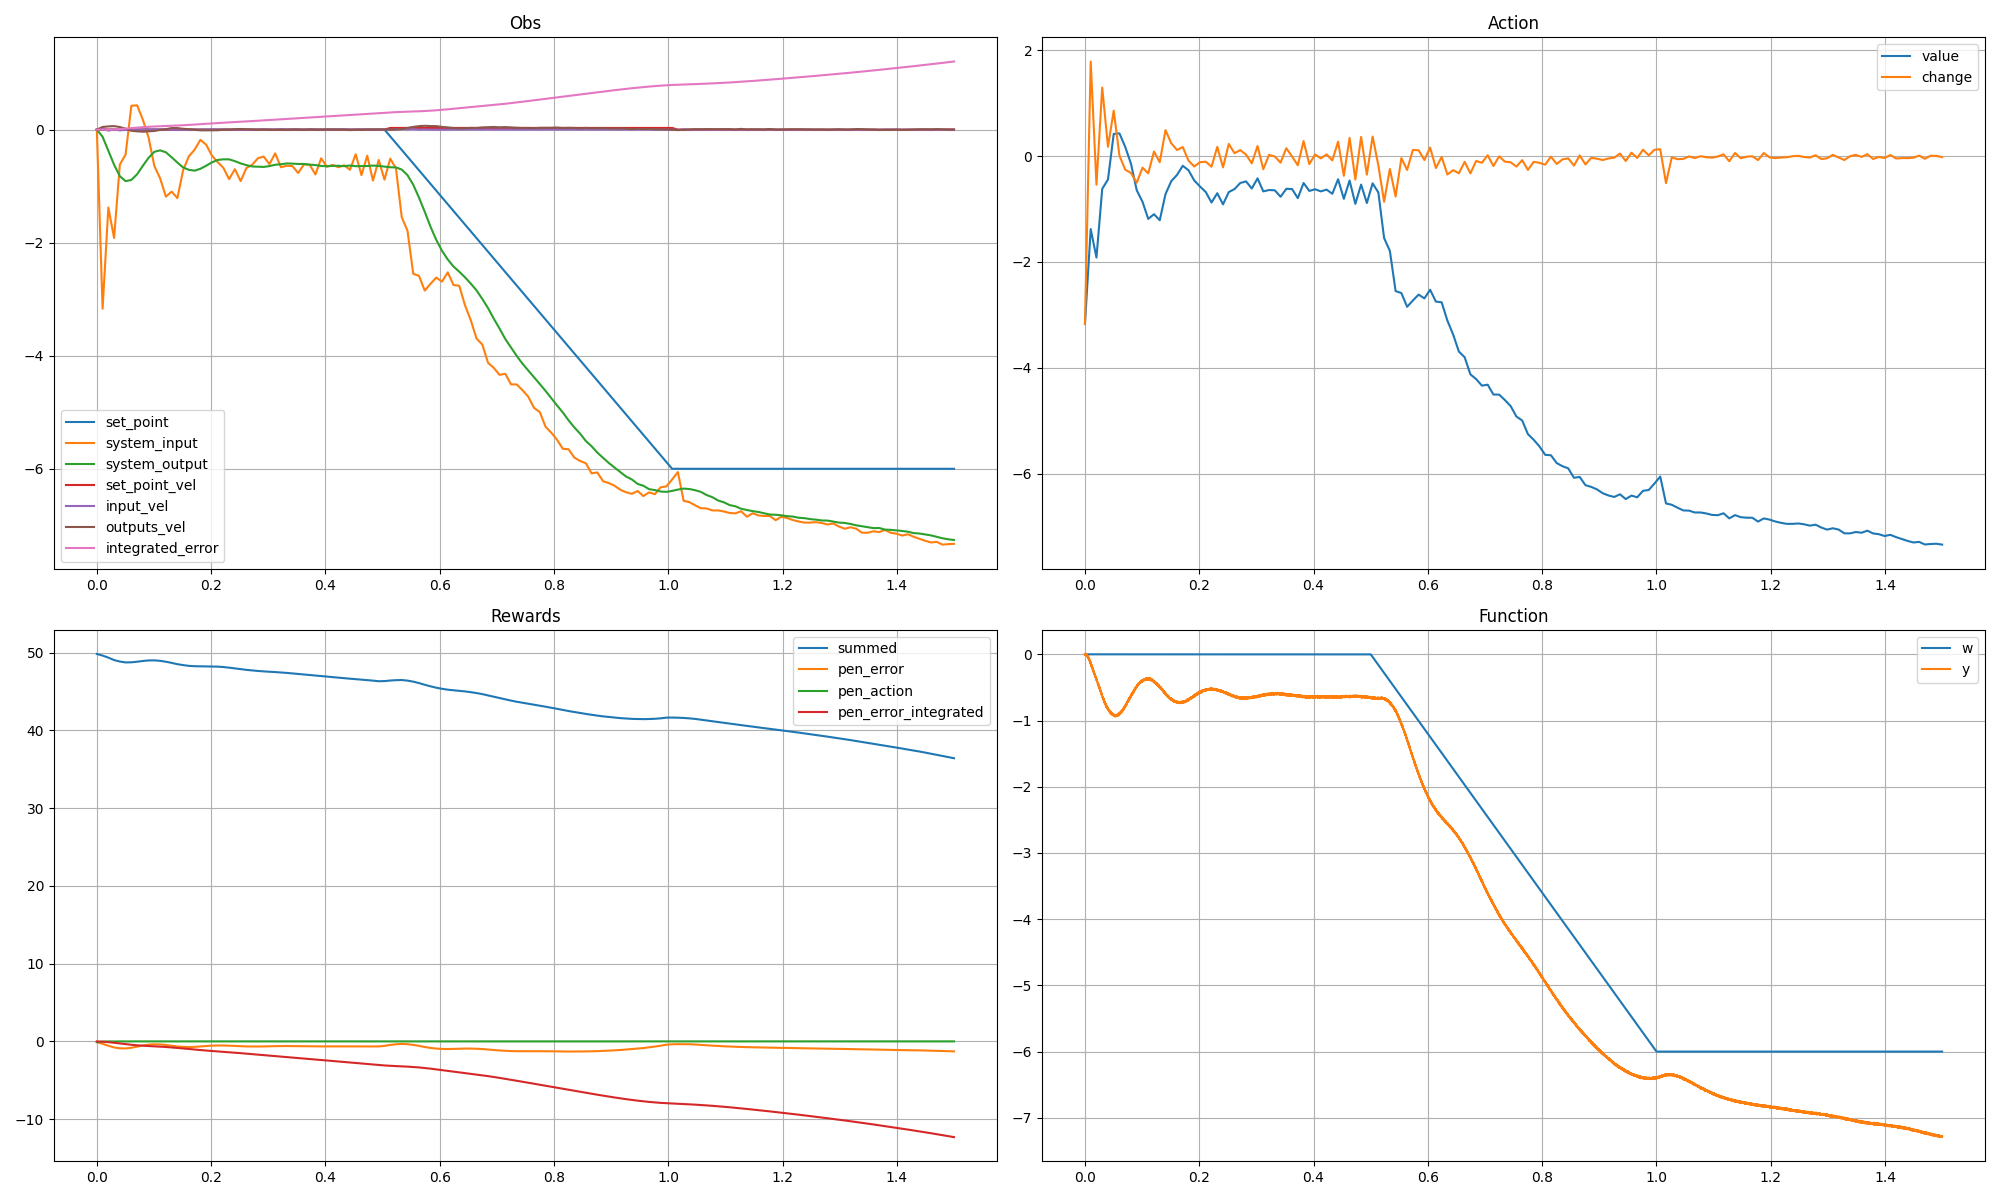 Obs
0
−2
−4
−6
set_point
system_input
system_output
set_point_vel
input_vel
outputs_vel
integrated_error
0.0 0.2 0.4 0.6 0.8 1.0 1.2 1.4
Action
2
0
−2
−4
−6
value
change
0.0 0.2 0.4 0.6 0.8 1.0 1.2 1.4
Rewards
50
40
30
20
10
0
−10
summed
pen_error
pen_action
pen_error_integrated
0.0 0.2 0.4 0.6 0.8 1.0 1.2 1.4
Function
0
−1
−2
−3
−4
−5
−6
−7
w
y
0.0 0.2 0.4 0.6 0.8 1.0 1.2 1.4